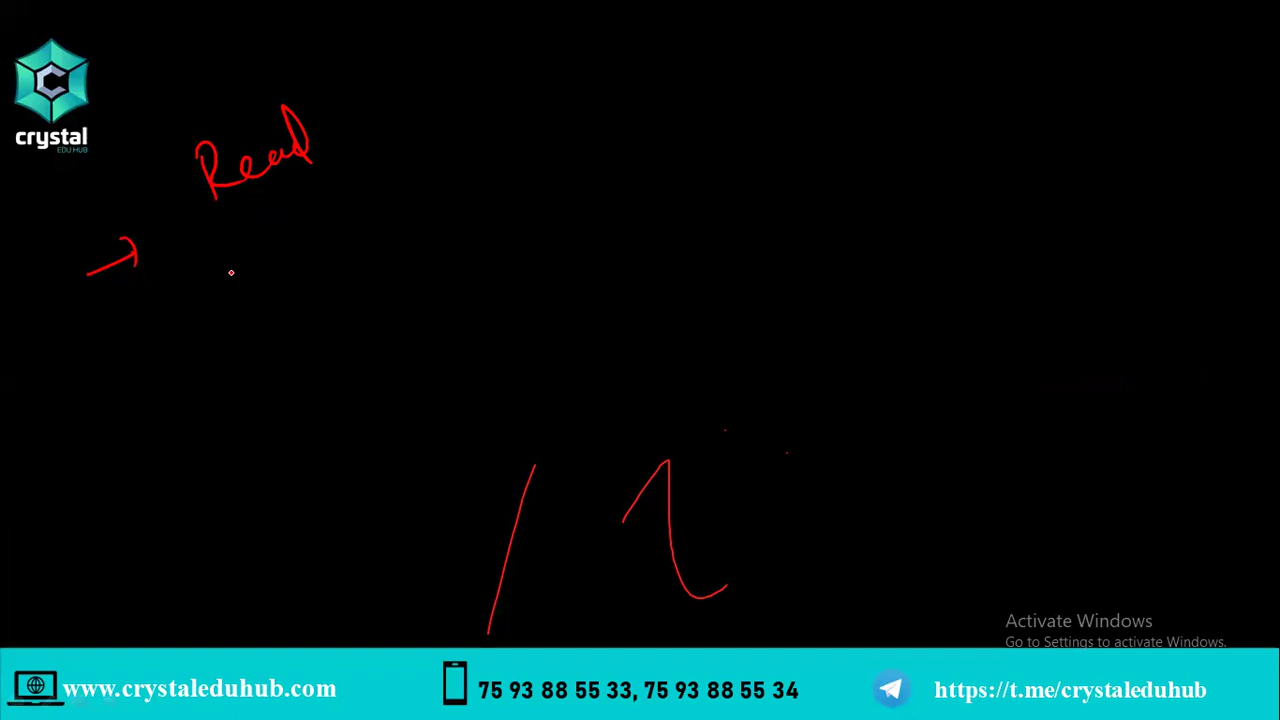 crystal
EDU HUB
Read
Activate Windows
Go to Settings to activate Windows.
www.crystaleduhub.com
75 93 88 55 33, 75 93 88 55 34
https://t.me/crystaleduhub